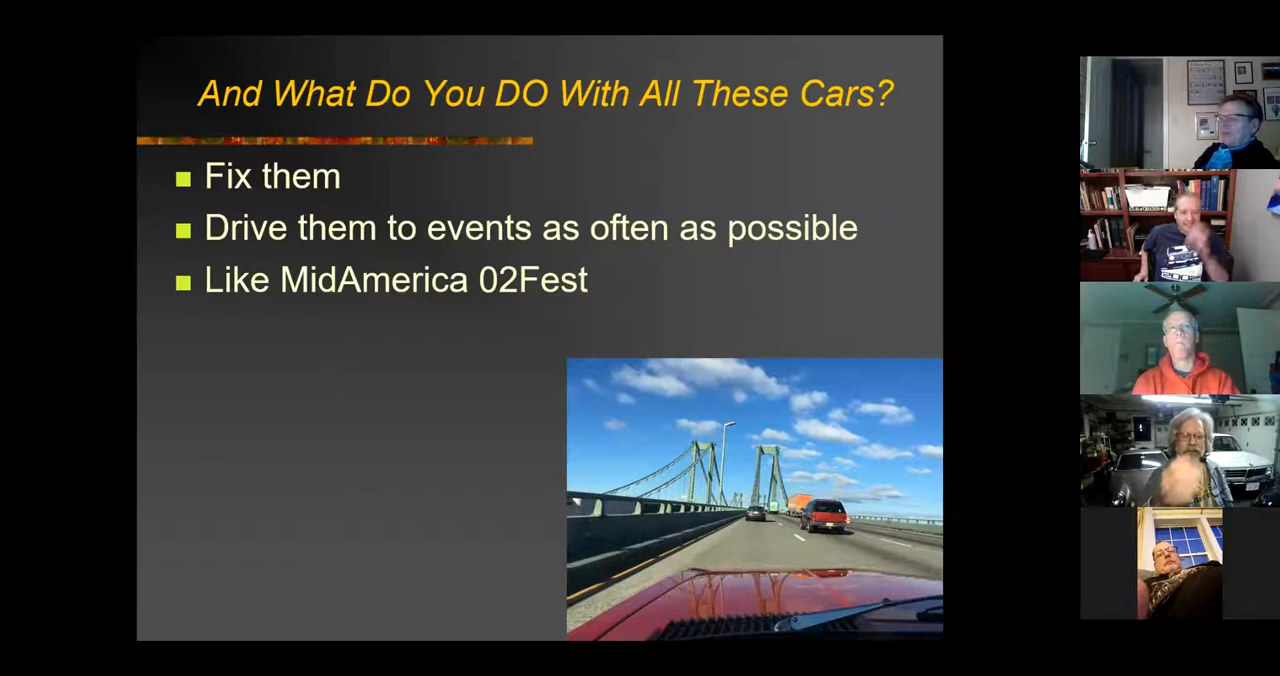 And What Do You DO With All These Cars?
Fix them
Drive them to events as often as possible
Like MidAmerica 02Fest